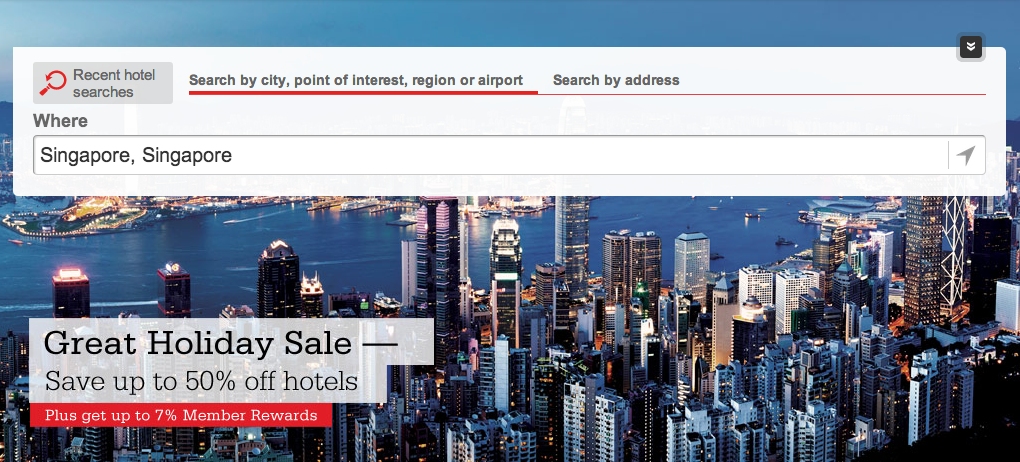 Recent hotel
searches
Search by city, point of interest, region or airport
Search by address
Where
Singapore, Singapore
Great Holiday Sale —
Save up to 50% off hotels
Plus get up to 7% Member Rewards